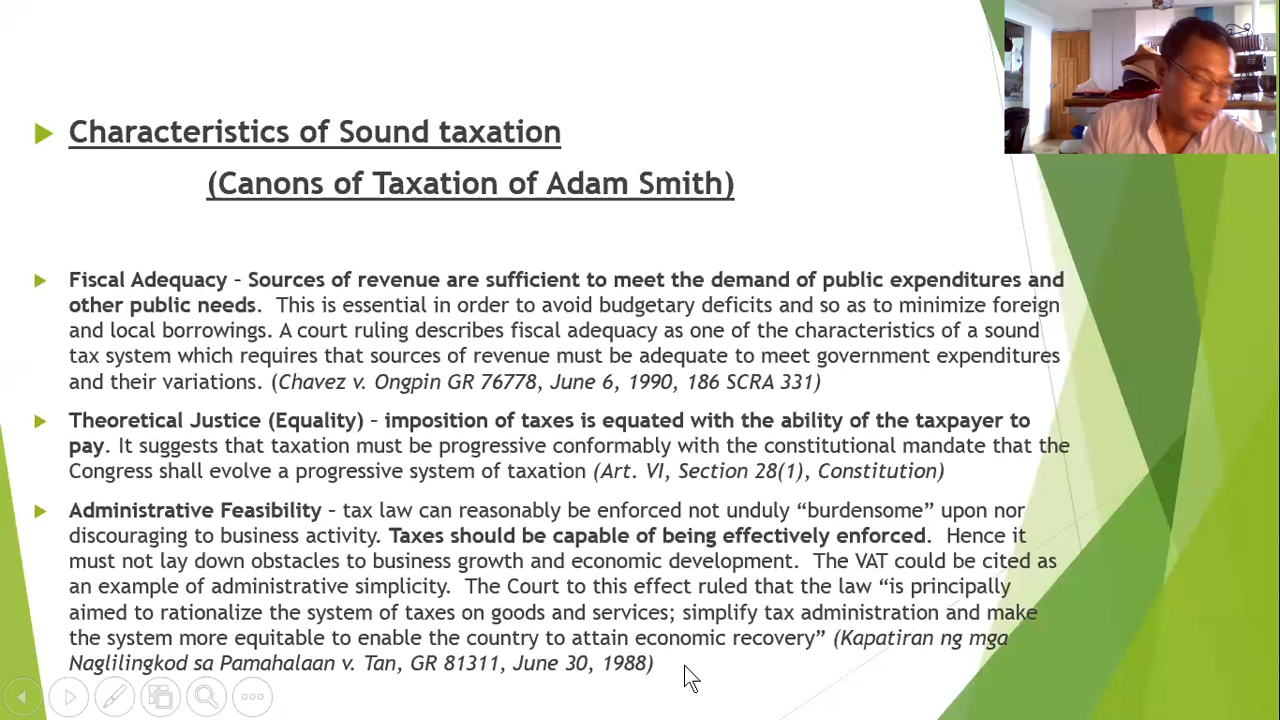 Characteristics of Sound taxation
(Canons of Taxation of Adam Smith)
Fiscal Adequacy – Sources of revenue are sufficient to meet the demand of public expenditures and
other public needs. This is essential in order to avoid budgetary deficits and so as to minimize foreign
and local borrowings. A court ruling describes fiscal adequacy as one of the characteristics of a sound
tax system which requires that sources of revenue must be adequate to meet government expenditures
and their variations. (Chavez v. Ongpin GR 76778, June 6, 1990, 186 SCRA 331)
Theoretical Justice (Equality) – imposition of taxes is equated with the ability of the taxpayer to
pay. It suggests that taxation must be progressive conformably with the constitutional mandate that the
Congress shall evolve a progressive system of taxation (Art. VI, Section 28(1), Constitution)
Administrative Feasibility – tax law can reasonably be enforced not unduly “burdensome” upon nor
discouraging to business activity. Taxes should be capable of being effectively enforced. Hence it
must not lay down obstacles to business growth and economic development. The VAT could be cited as
an example of administrative simplicity. The Court to this effect ruled that the law “is principally
aimed to rationalize the system of taxes on goods and services; simplify tax administration and make
the system more equitable to enable the country to attain economic recovery” (Kapatiran ng mga
Naglilingkod sa Pamahalaan v. Tan, GR 81311, June 30, 1988)